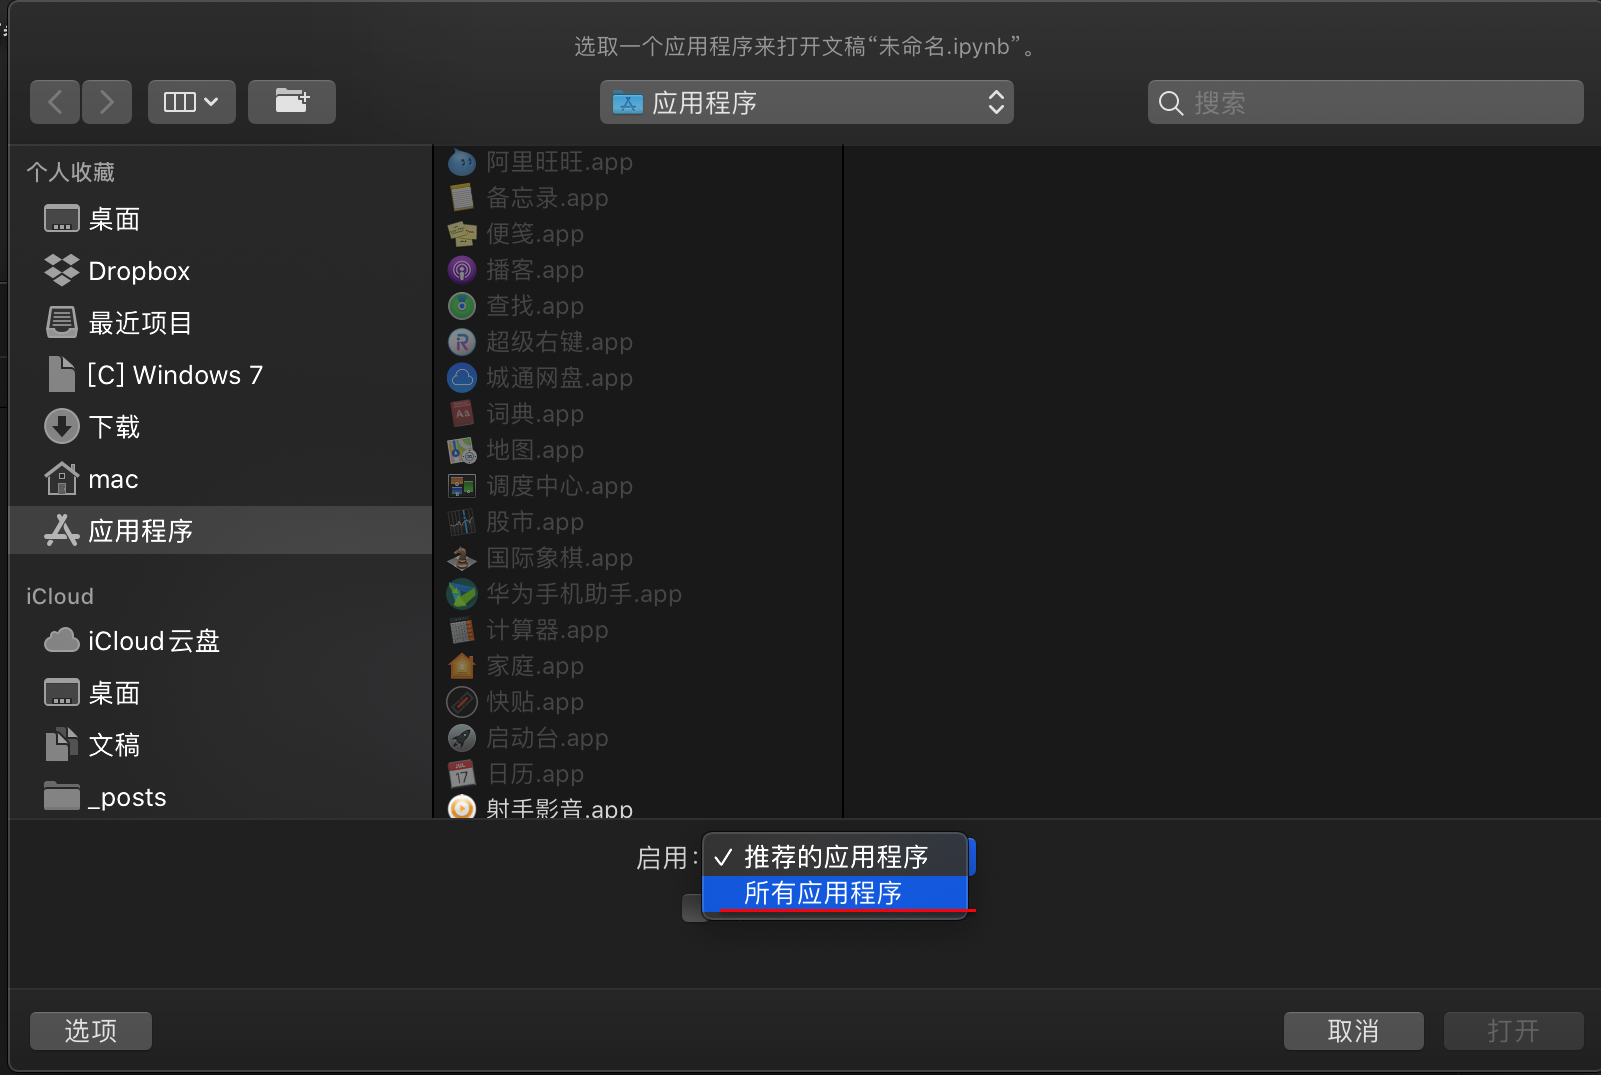 选取一个应用程序来打开文稿“未命名.ipynb”。
应用程序
搜索
个人收藏
桌面
Dropbox
最近项目
[C] Windows 7
下载
mac
应用程序
iCloud
iCloud云盘
桌面
文稿
_posts
阿里旺旺.app
备忘录.app
便笺.app
播客.app
查找.app
超级右键.app
城通网盘.app
词典.app
地图.app
调度中心.app
股市.app
国际象棋.app
华为手机助手.app
计算器.app
家庭.app
快贴.app
启动台.app
日历.app
射手影音.app
启用:
✓ 推荐的应用程序
所有应用程序
选项
取消
打开